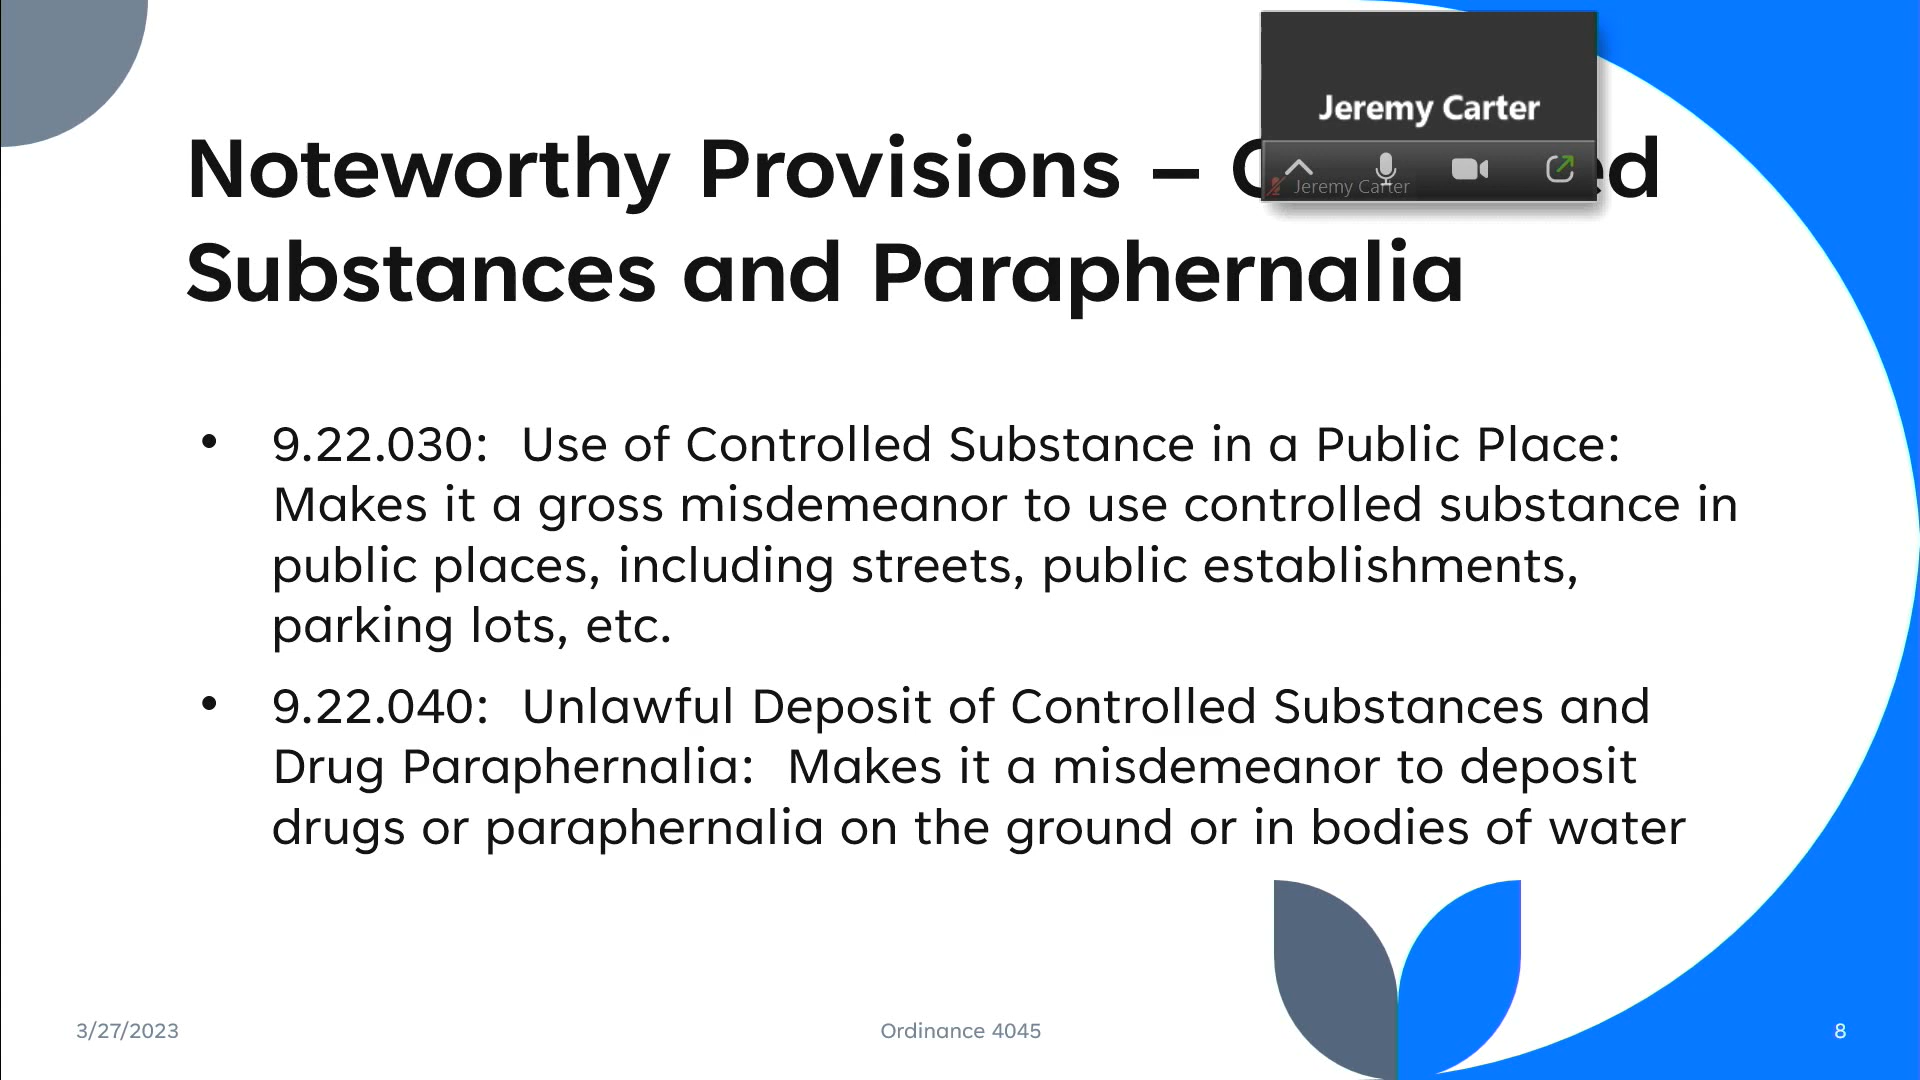 Jeremy Carter
Jeremy Carter
Noteworthy Provisions –
Substances and Paraphernalia
• 9.22.030: Use of Controlled Substance in a Public Place:
Makes it a gross misdemeanor to use controlled substance in
public places, including streets, public establishments,
parking lots, etc.
• 9.22.040: Unlawful Deposit of Controlled Substances and
Drug Paraphernalia: Makes it a misdemeanor to deposit
drugs or paraphernalia on the ground or in bodies of water
3/27/2023
Ordinance 4045
8